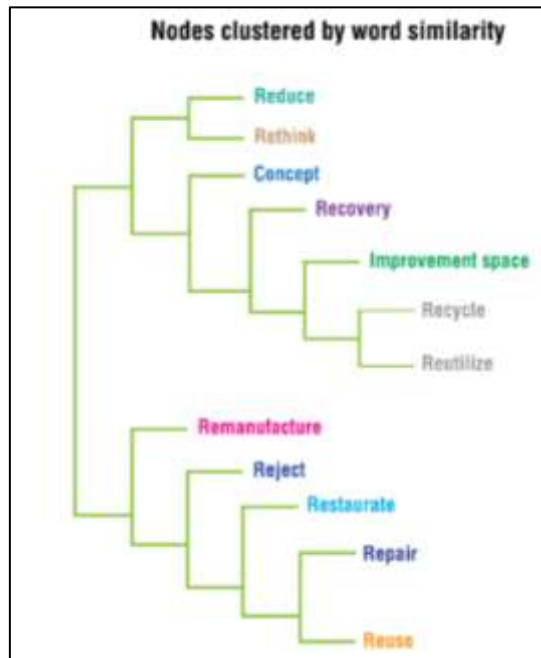 Nodes clustered by word similarity
Reduce
Rethink
Concept
Recovery
Improvement space
Recycle
Reutilize
Remanufacture
Reject
Restaurate
Repair
Reuse